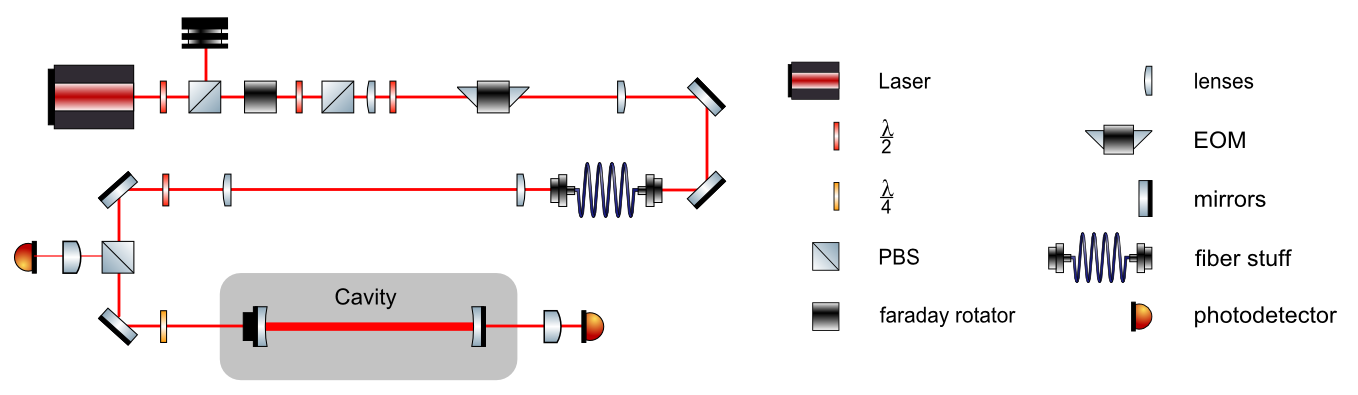 Laser
lenses
λ
2
EOM
λ
4
mirrors
PBS
fiber stuff
Cavity
faraday rotator
photodetector